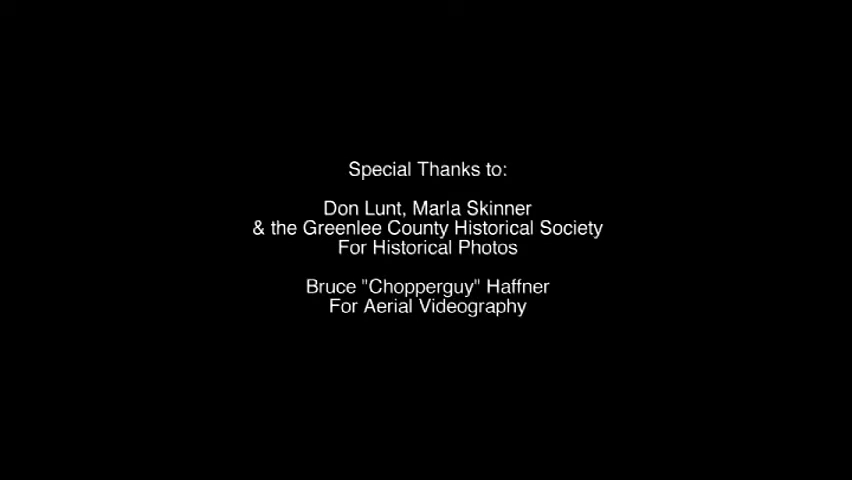 Special Thanks to:
Don Lunt, Marla Skinner
& the Greenlee County Historical Society
For Historical Photos
Bruce "Chopperguy" Haffner
For Aerial Videography